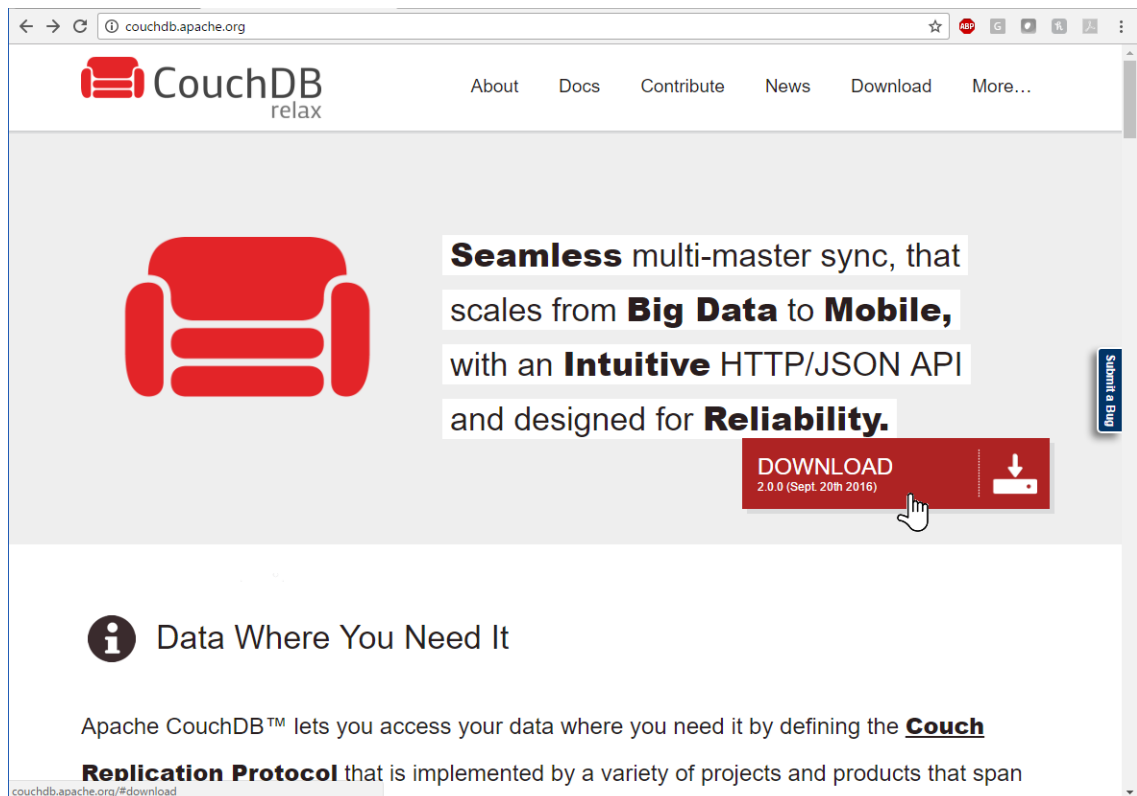 couchdb.apache.org
ABP
G
CouchDB
relax
About Docs Contribute News Download More…
Seamless multi-master sync, that
scales from Big Data to Mobile,
with an Intuitive HTTP/JSON API
and designed for Reliability.
Submit a Bug
DOWNLOAD
2.0.0 (Sept. 20th 2016)
Data Where You Need It
Apache CouchDB™ lets you access your data where you need it by defining the Couch
Replication Protocol that is implemented by a variety of projects and products that span
couchdb.apache.org/#download